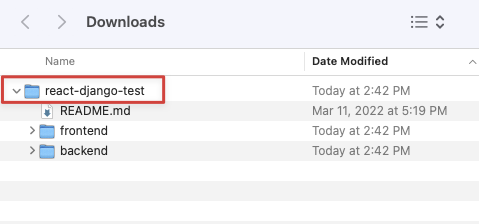 Downloads
Name Date Modified
react-django-test Today at 2:42 PM
README.md Mar 11, 2022 at 5:19 PM
frontend Today at 2:42 PM
backend Today at 2:42 PM